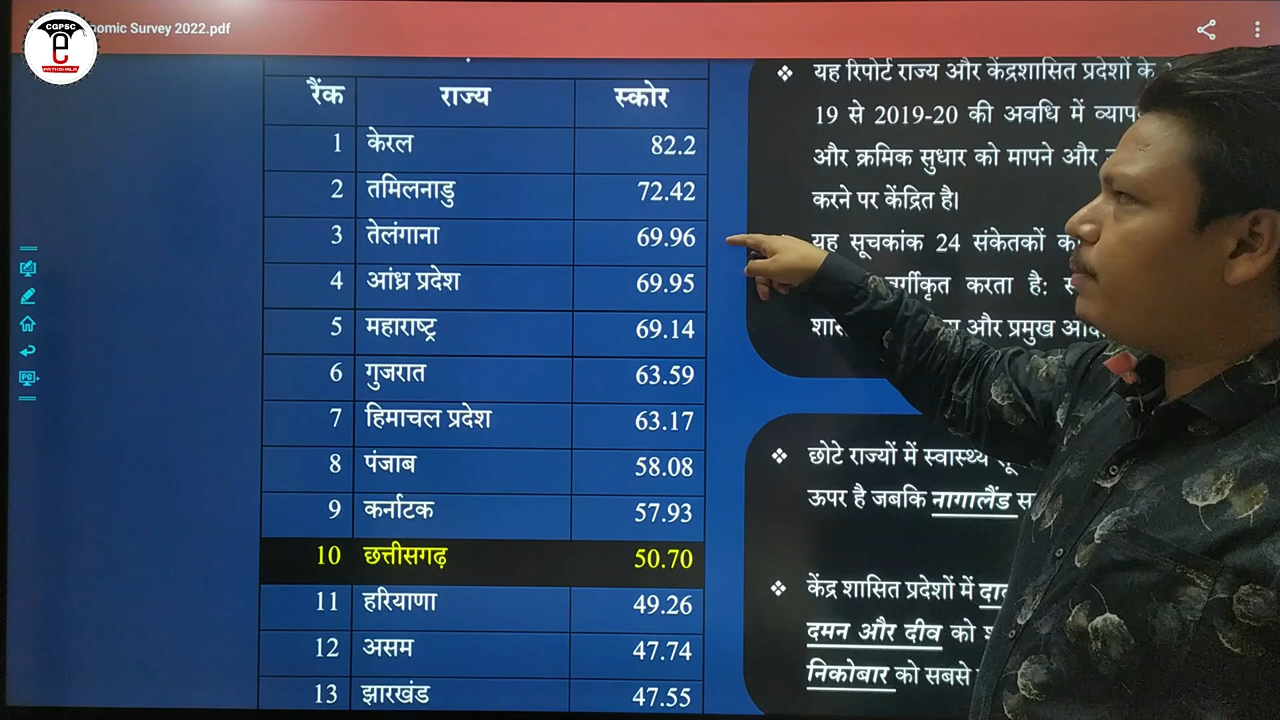 CGPSC
e
PATHSHALA
nomic Survey 2022.pdf
रैंक राज्य स्कोर
1 केरल 82.2
2 तमिलनाडु 72.42
3 तेलंगाना 69.96
4 आंध्र प्रदेश 69.95
5 महाराष्ट्र 69.14
6 गुजरात 63.59
7 हिमाचल प्रदेश 63.17
8 पंजाब 58.08
9 कर्नाटक 57.93
10 छत्तीसगढ़ 50.70
11 हरियाणा 49.26
12 असम 47.74
13 झारखंड 47.55
❖ यह रिपोर्ट राज्य और केंद्रशासित प्रदेशों के
19 से 2019-20 की अवधि में
और क्रमिक सुधार को मापने और
करने पर केंद्रित है।
यह सूचकांक 24 संकेतकों
वर्गीकृत करता है:
और प्रमुख
❖ छोटे राज्यों में स्वास्थ्य
ऊपर है जबकि नागालैंड
❖ केंद्र शासित प्रदेशों में
दमन और दीव को
निकोबार को सबसे